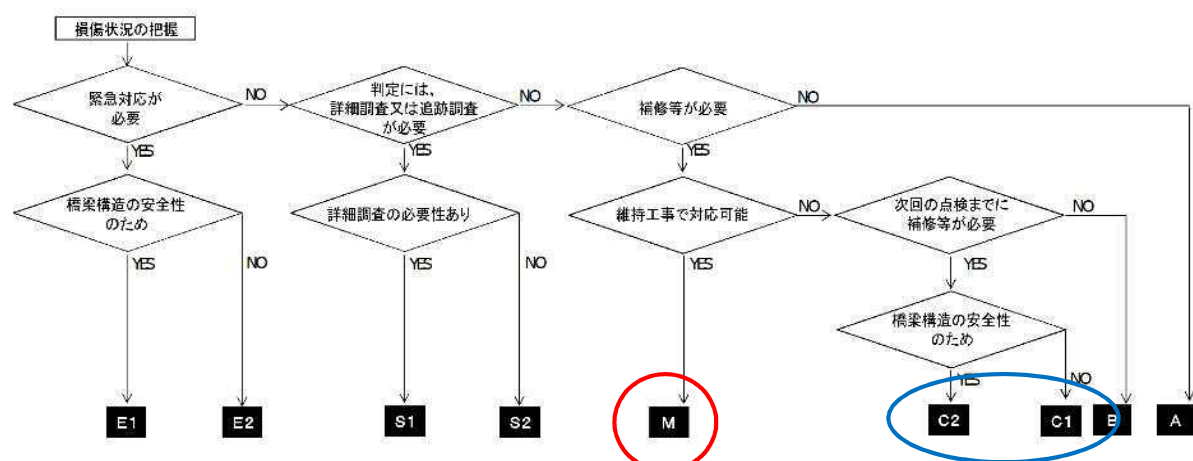 損傷状況の把握
緊急対応が
必要
NO
判定には、
詳細調査又は追跡調査
が必要
NO
補修等が必要
NO
YES
YES
YES
橋梁構造の安全性
のため
詳細調査の必要性あり
維持工事で対応可能
NO
次回の点検までに
補修等が必要
NO
YES
NO
YES
NO
YES
YES
橋梁構造の安全性
のため
YES
NO
E1
E2
S1
S2
M
C2
C1
B
A